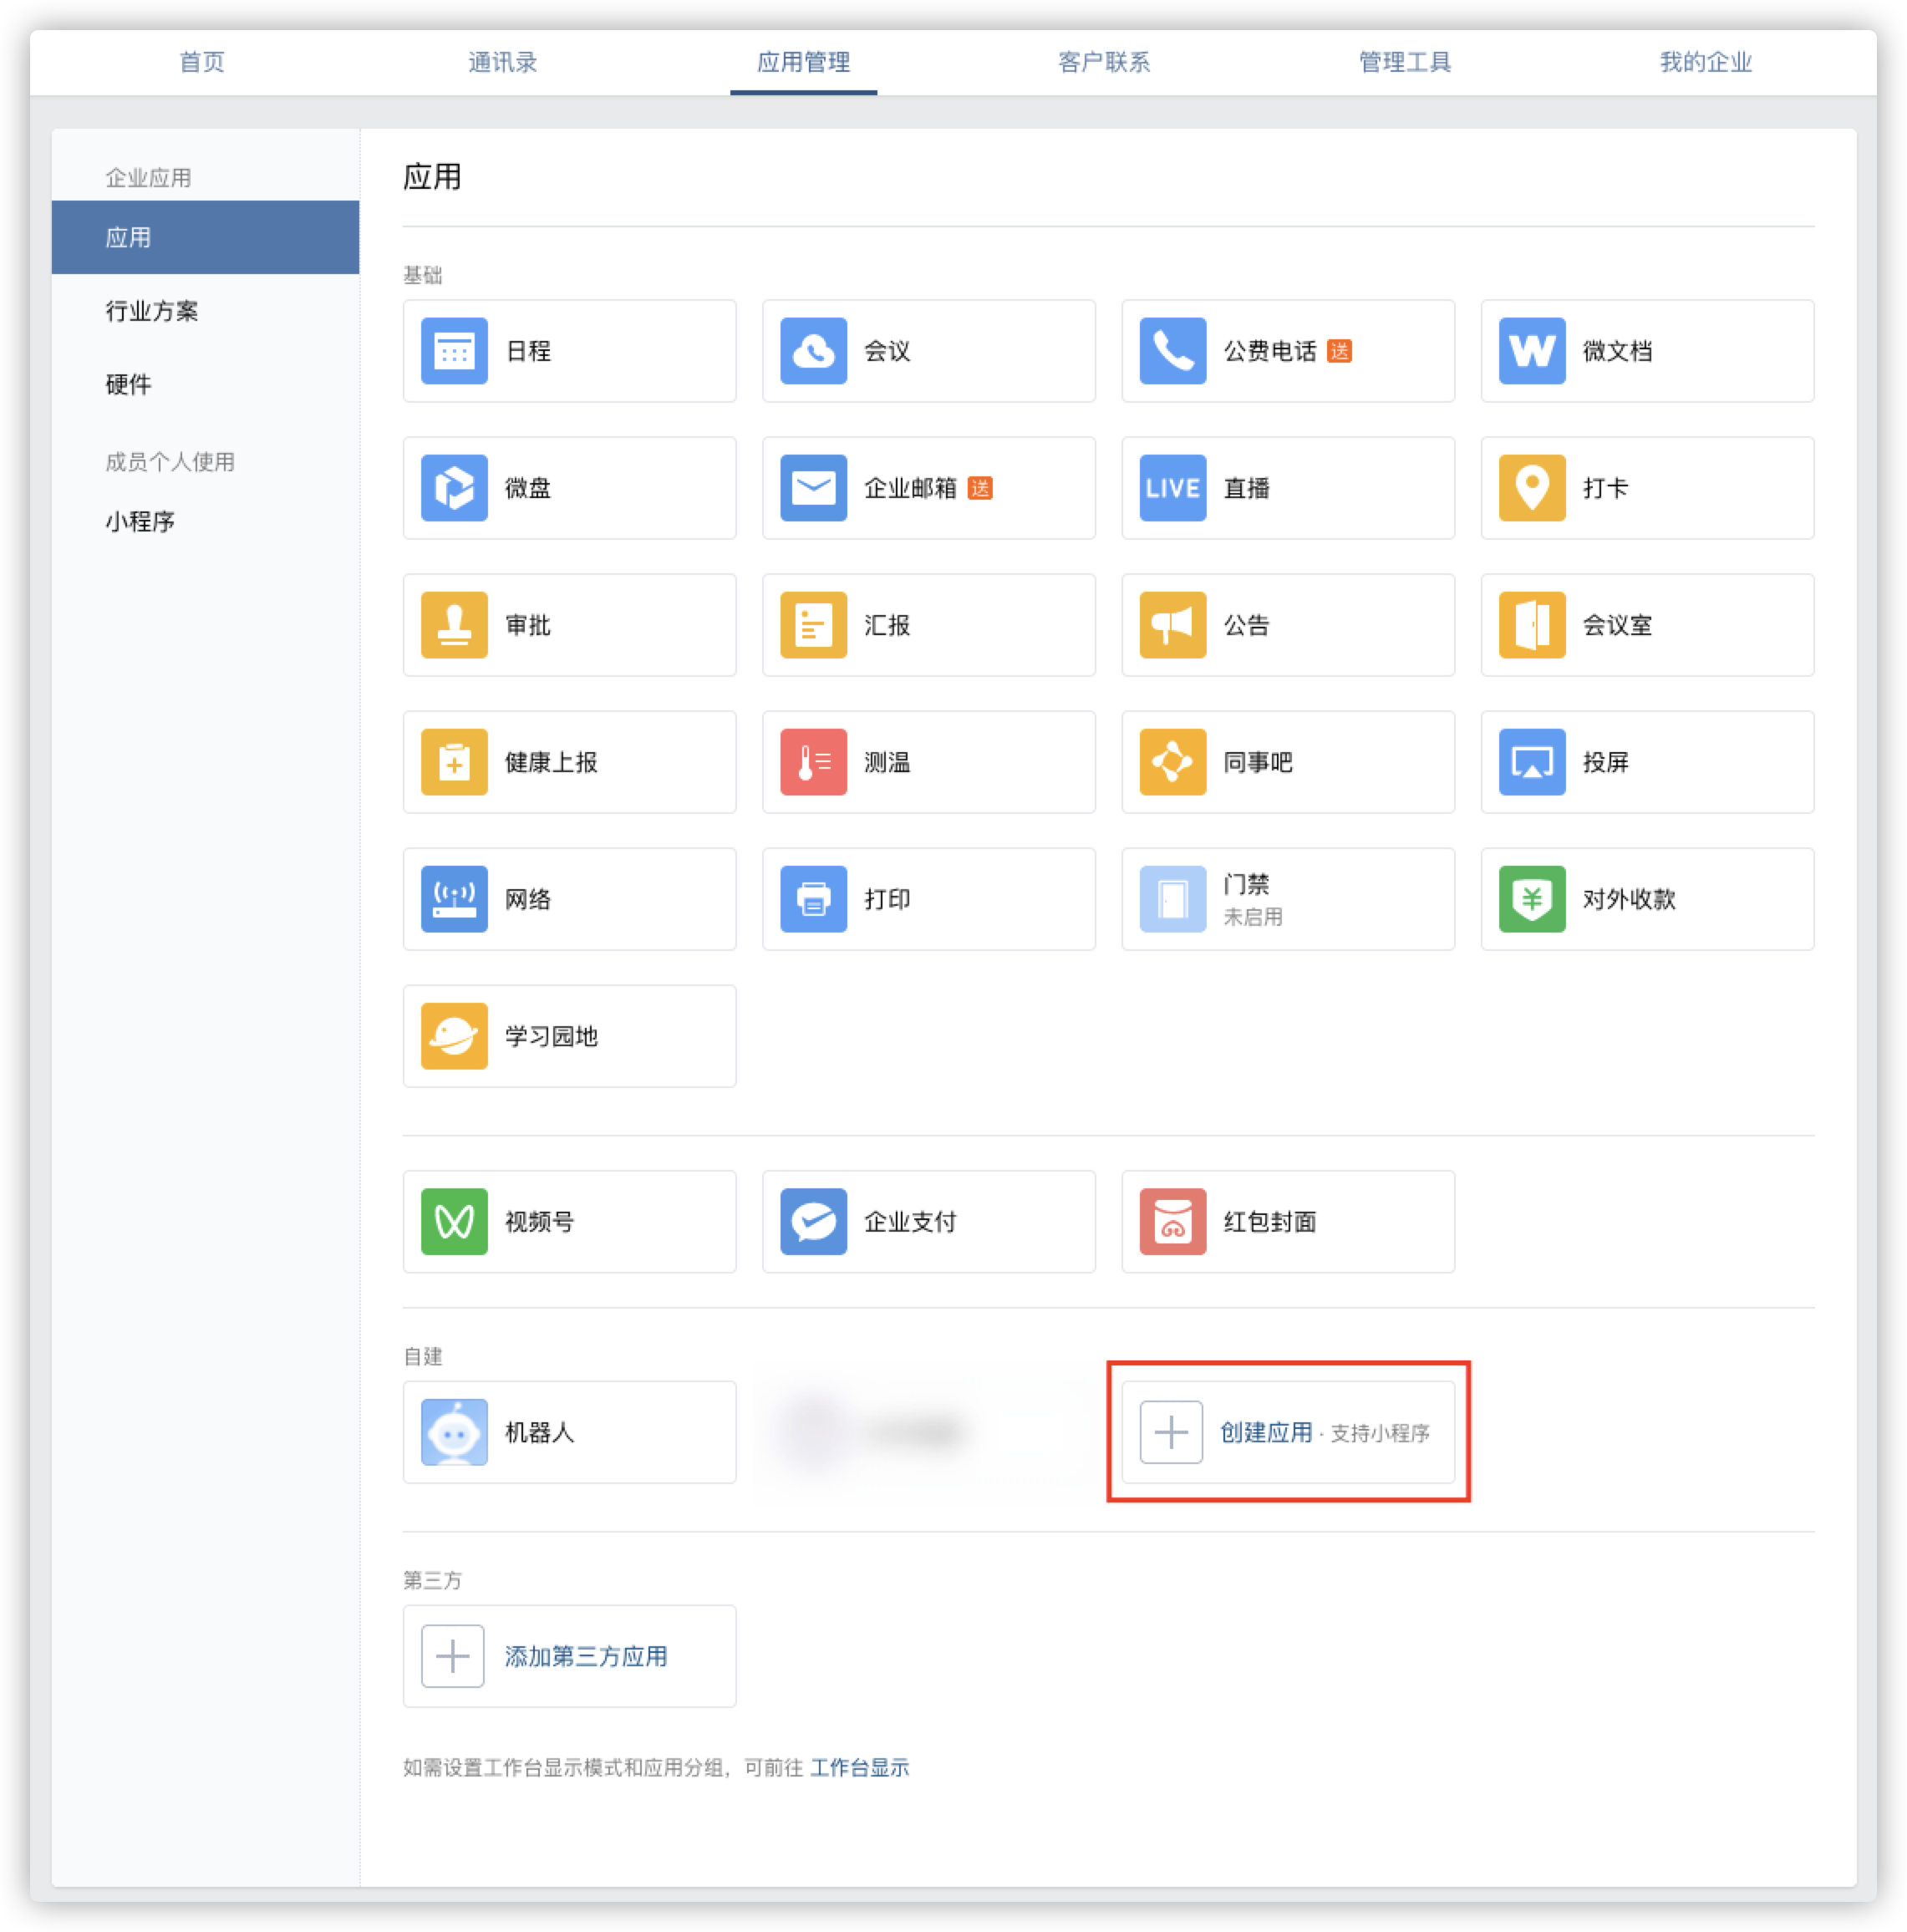 首页 通讯录 应用管理 客户联系 管理工具 我的企业
企业应用
应用
行业方案
硬件
成员个人使用
小程序
应用
基础
日程 会议 公费电话 送 微文档
微盘 企业邮箱 送 LIVE 直播 打卡
审批 汇报 公告 会议室
健康上报 测温 同事吧 投屏
网络 打印 门禁 对外收款
未启用
学习园地
视频号 企业支付 红包封面
自建
机器人 创建应用 · 支持小程序
第三方
添加第三方应用
如需设置工作台显示模式和应用分组，可前往 工作台显示